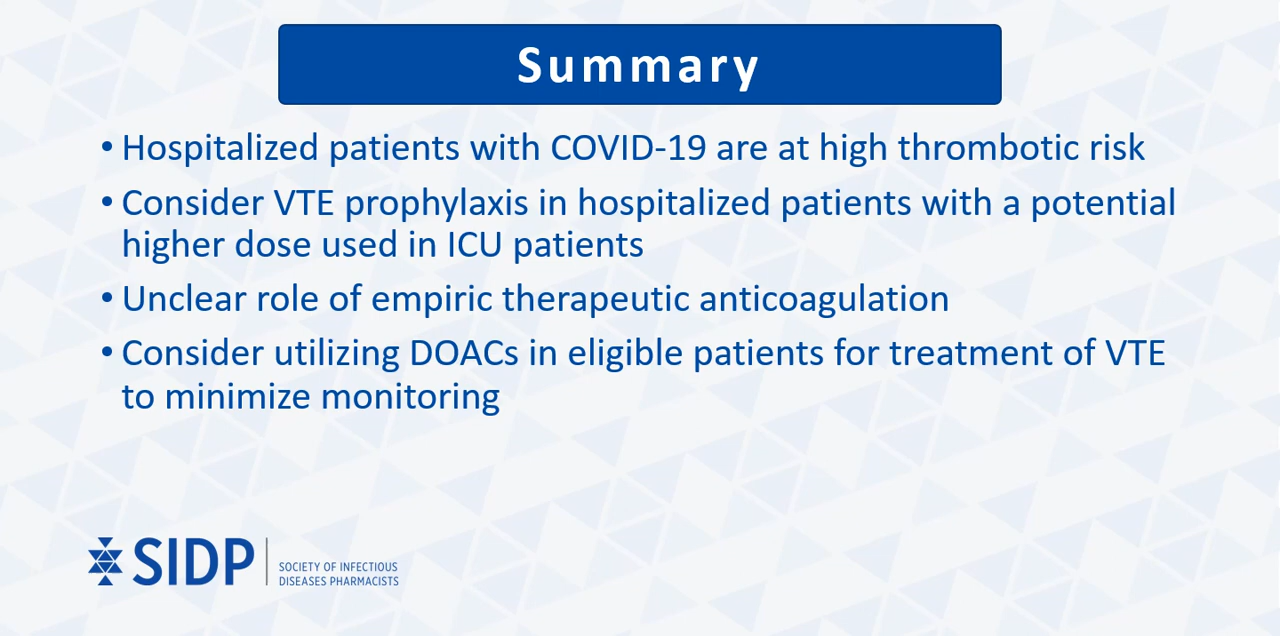 Summary
• Hospitalized patients with COVID-19 are at high thrombotic risk
• Consider VTE prophylaxis in hospitalized patients with a potential
higher dose used in ICU patients
• Unclear role of empiric therapeutic anticoagulation
• Consider utilizing DOACs in eligible patients for treatment of VTE
to minimize monitoring
SIDP
SOCIETY OF INFECTIOUS
DISEASES PHARMACISTS